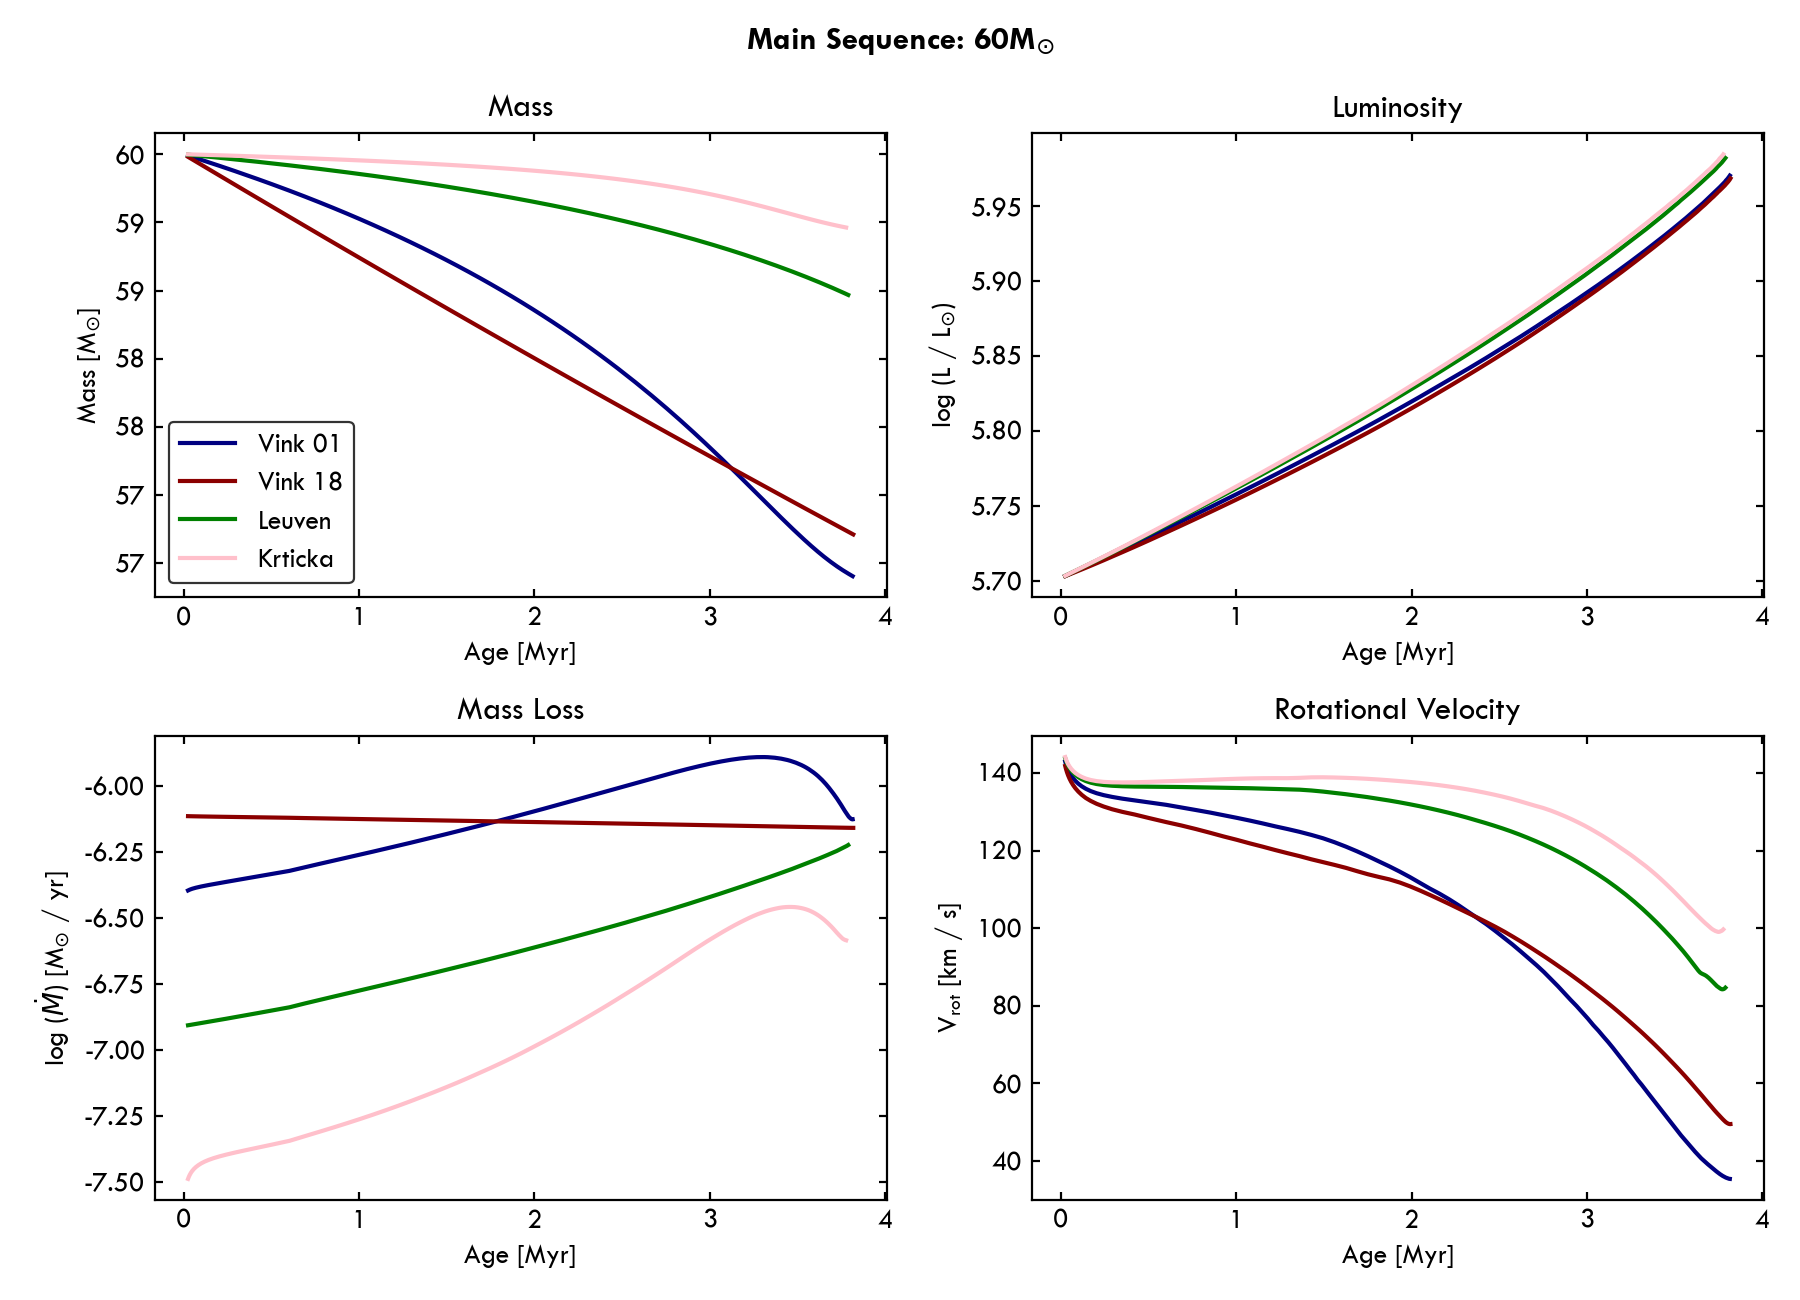 Main Sequence: 60M☉
Mass
60
59
59
58
58
57
57
Mass [M☉]
Vink 01
Vink 18
Leuven
Krticka
0 1 2 3 4
Age [Myr]
Luminosity
5.95
5.90
5.85
5.80
5.75
5.70
log (L / L☉)
0 1 2 3 4
Age [Myr]
Mass Loss
-6.00
-6.25
-6.50
-6.75
-7.00
-7.25
-7.50
log (Ṁ) [M☉ / yr]
0 1 2 3 4
Age [Myr]
Rotational Velocity
140
120
100
80
60
40
Vrot [km / s]
0 1 2 3 4
Age [Myr]